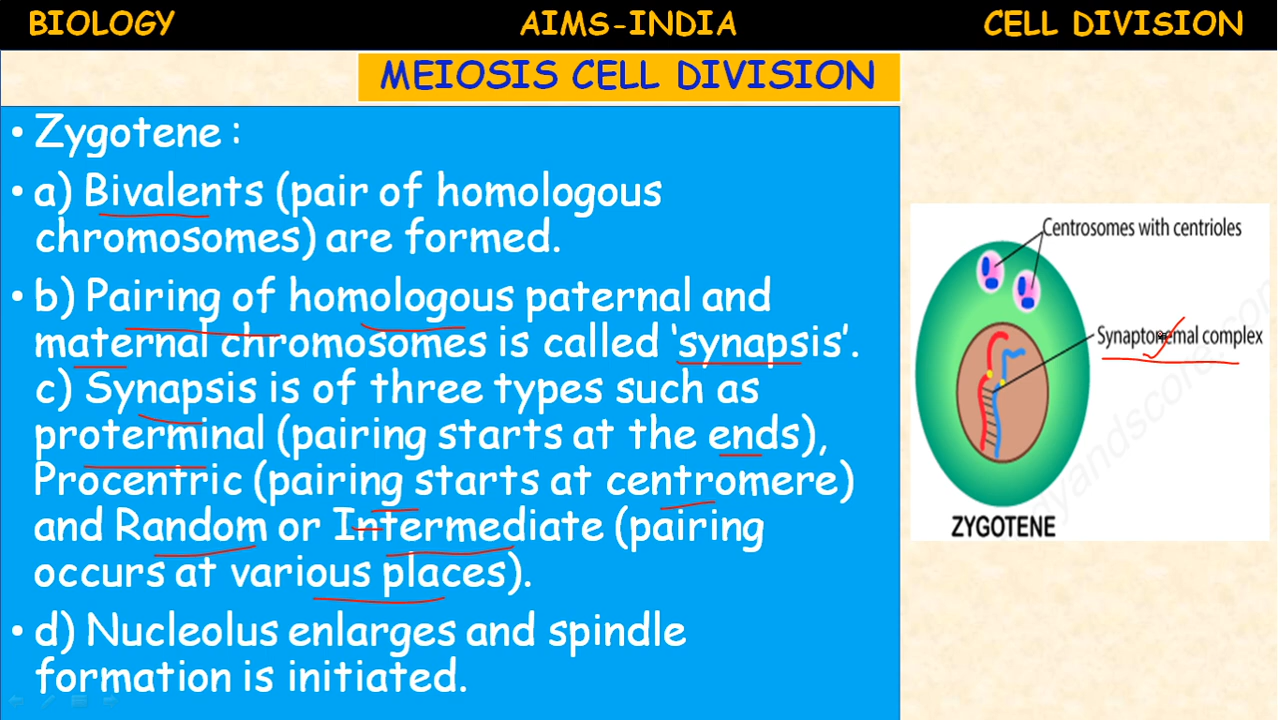 BIOLOGY AIMS-INDIA CELL DIVISION
MEIOSIS CELL DIVISION
• Zygotene :
• a) Bivalents (pair of homologous
chromosomes) are formed.
• b) Pairing of homologous paternal and
maternal chromosomes is called ‘synapsis’.
c) Synapsis is of three types such as
proterminal (pairing starts at the ends),
Procentric (pairing starts at centromere)
and Random or Intermediate (pairing
occurs at various places).
• d) Nucleolus enlarges and spindle
formation is initiated.
Centrosomes with centrioles
Synaptonemal complex
ZYGOTENE